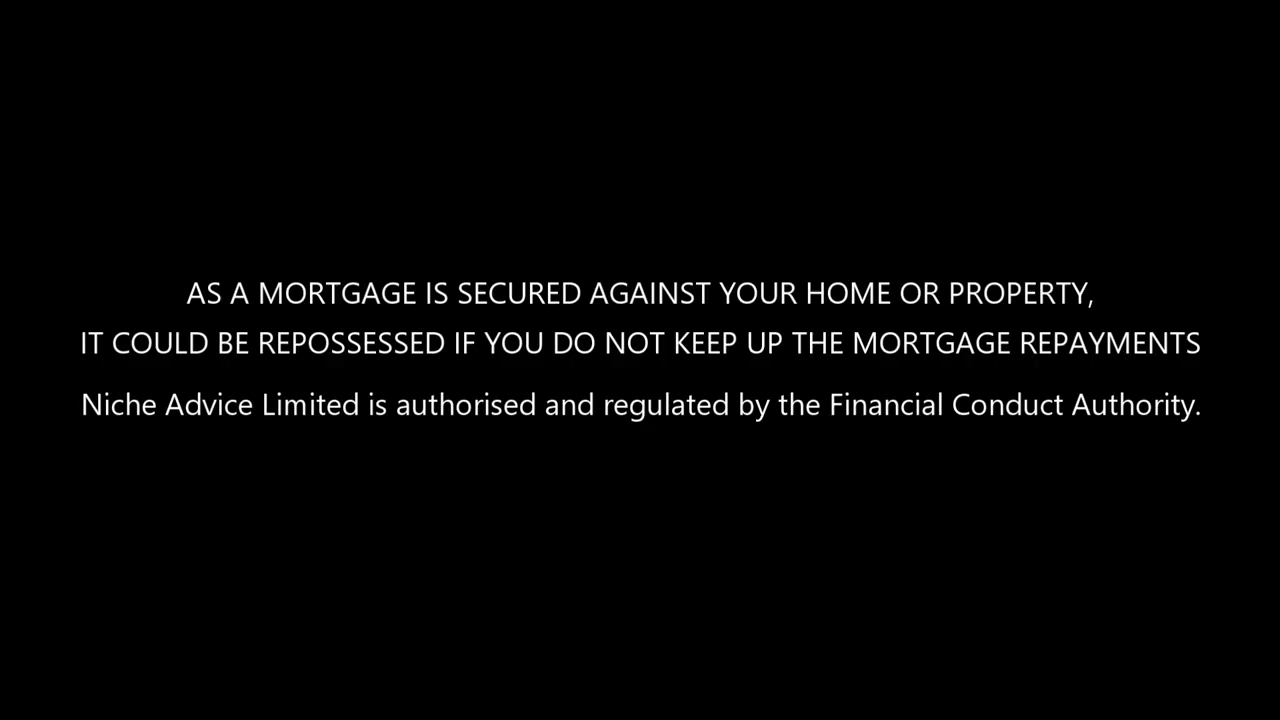 AS A MORTGAGE IS SECURED AGAINST YOUR HOME OR PROPERTY,
IT COULD BE REPOSSESSED IF YOU DO NOT KEEP UP THE MORTGAGE REPAYMENTS
Niche Advice Limited is authorised and regulated by the Financial Conduct Authority.